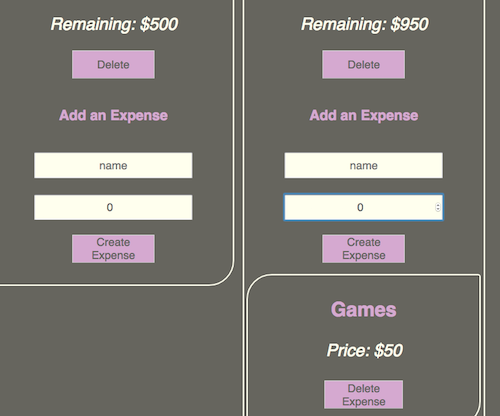 Remaining: $500
Delete
Add an Expense
name
0
Create
Expense
Remaining: $950
Delete
Add an Expense
name
0
Create
Expense
Games
Price: $50
Delete
Expense